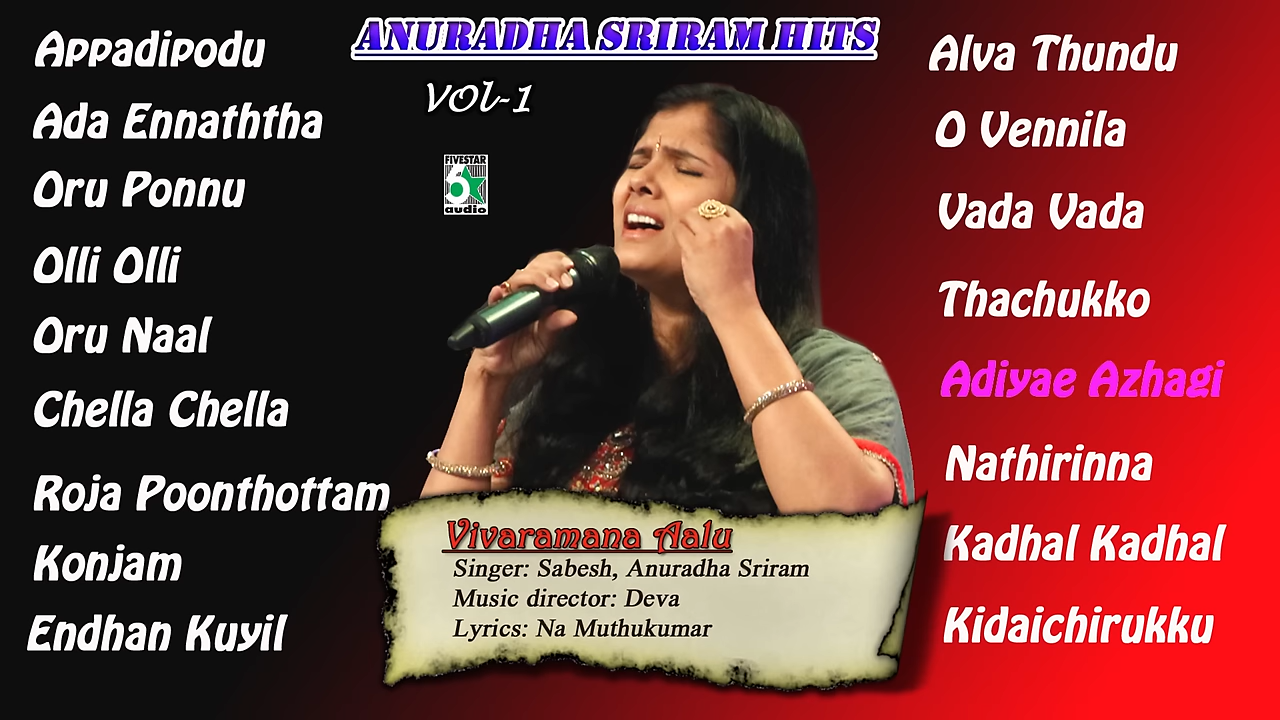 ANURADHA SRIRAM HITS
VOL-1
FIVESTAR
audio
Appadipodu
Ada Ennaththa
Oru Ponnu
Olli Olli
Oru Naal
Chella Chella
Roja Poonthottam
Konjam
Endhan Kuyil
Alva Thundu
O Vennila
Vada Vada
Thachukko
Adiyae Azhagi
Nathirinna
Kadhal Kadhal
Kidaichirukku
Vivaramana Aalu
Singer: Sabesh, Anuradha Sriram
Music director: Deva
Lyrics: Na Muthukumar